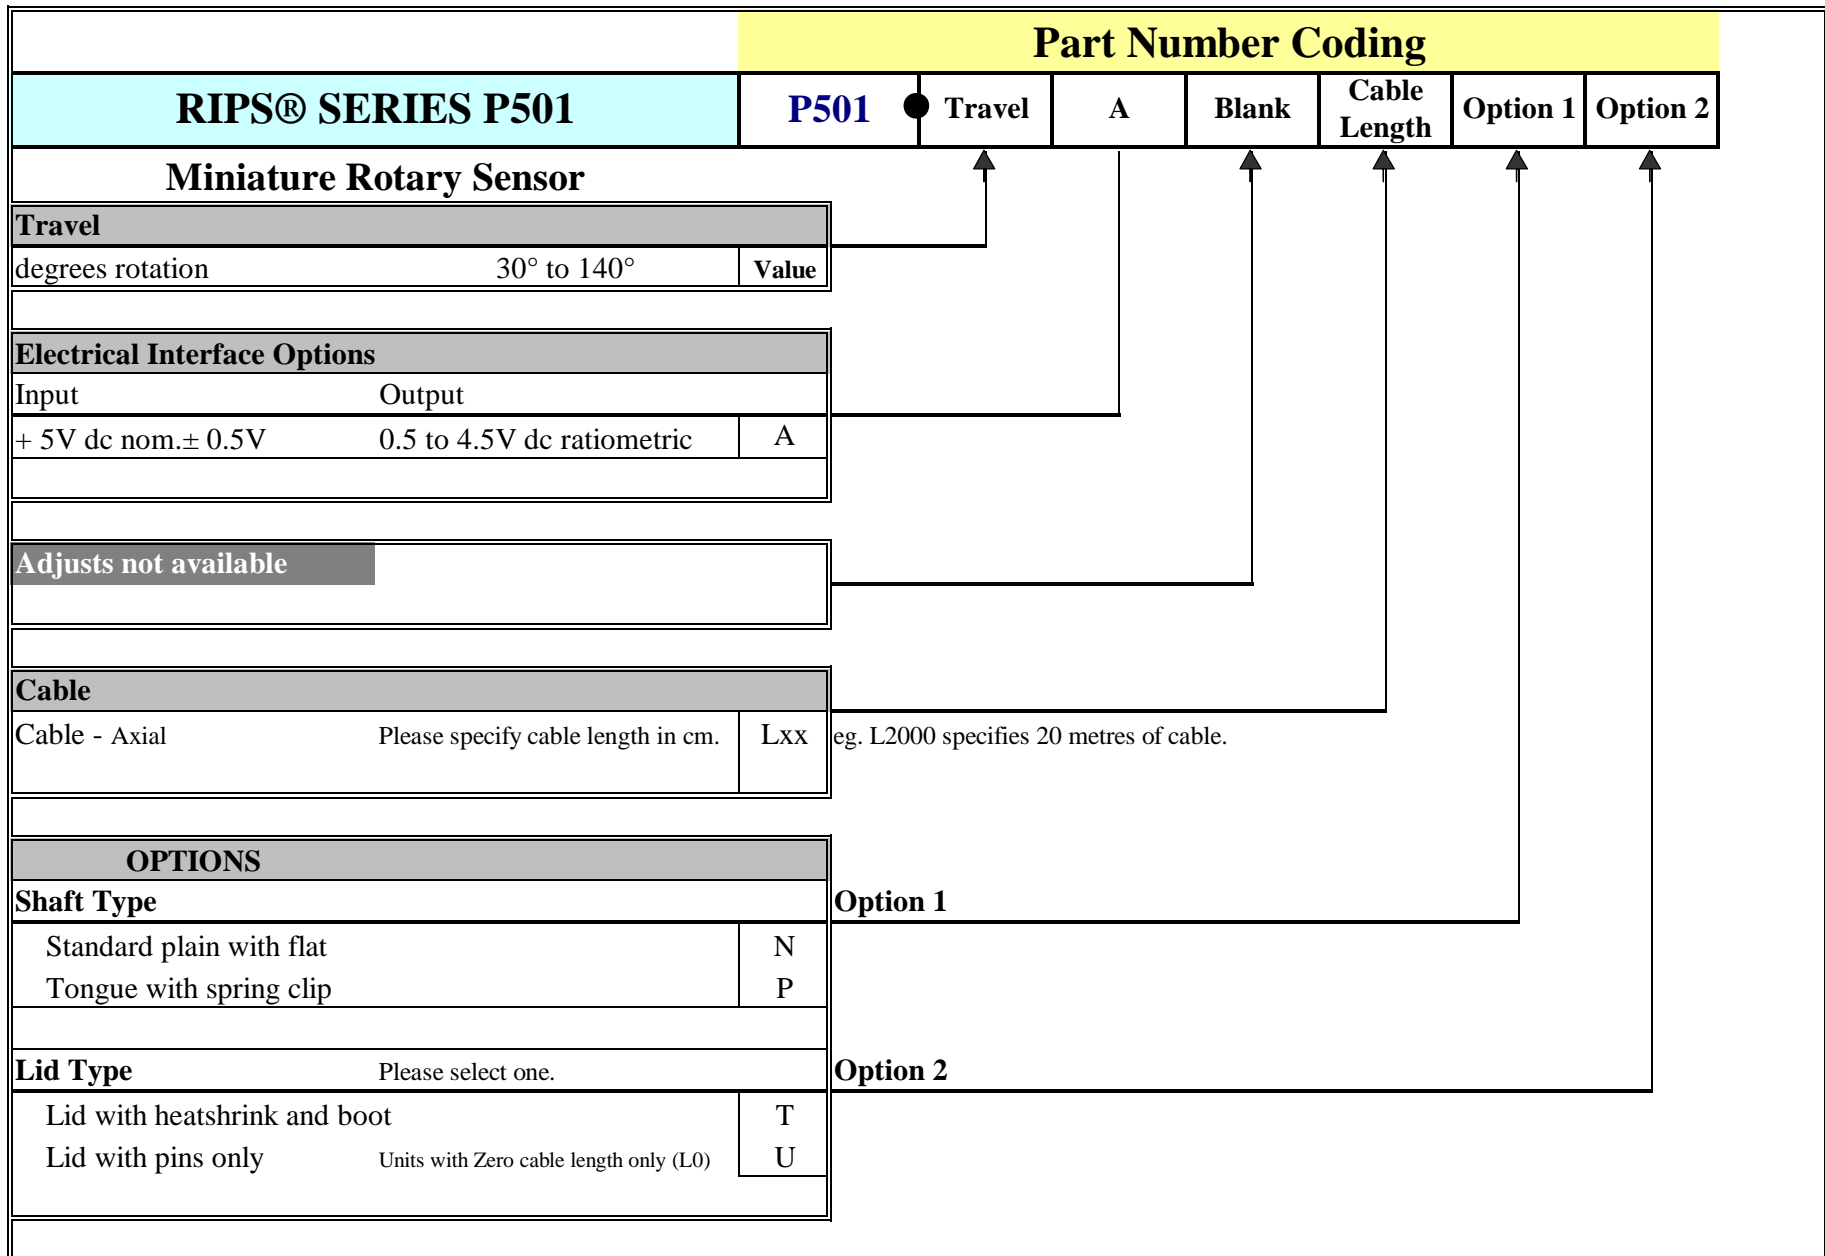 Part Number Coding
RIPS® SERIES P501 P501 Travel A Blank Cable Length Option 1 Option 2
Miniature Rotary Sensor
Travel
degrees rotation 30° to 140° Value
Electrical Interface Options
Input Output
+ 5V dc nom.± 0.5V 0.5 to 4.5V dc ratiometric A
Adjusts not available
Cable
Cable - Axial Please specify cable length in cm. Lxx eg. L2000 specifies 20 metres of cable.
OPTIONS
Shaft Type Option 1
Standard plain with flat N
Tongue with spring clip P
Lid Type Please select one. Option 2
Lid with heatshrink and boot T
Lid with pins only Units with Zero cable length only (L0) U